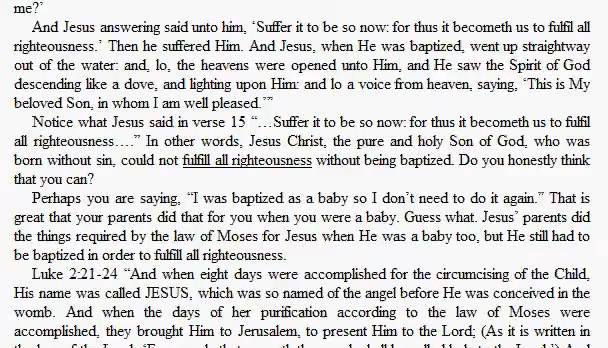 me?’
And Jesus answering said unto him, ‘Suffer it to be so now: for thus it becometh us to fulfil all
righteousness.’ Then he suffered Him. And Jesus, when He was baptized, went up straightway
out of the water: and, lo, the heavens were opened unto Him, and He saw the Spirit of God
descending like a dove, and lighting upon Him: and lo a voice from heaven, saying, ‘This is My
beloved Son, in whom I am well pleased.’”
Notice what Jesus said in verse 15 “…Suffer it to be so now: for thus it becometh us to fulfil
all righteousness….” In other words, Jesus Christ, the pure and holy Son of God, who was
born without sin, could not fulfill all righteousness without being baptized. Do you honestly think
that you can?
Perhaps you are saying, “I was baptized as a baby so I don’t need to do it again.” That is
great that your parents did that for you when you were a baby. Guess what. Jesus’ parents did
the things required by the law of Moses for Jesus when He was a baby too, but He still had to
be baptized in order to fulfill all righteousness.
Luke 2:21-24 “And when eight days were accomplished for the circumcising of the Child,
His name was called JESUS, which was so named of the angel before He was conceived in the
womb. And when the days of her purification according to the law of Moses were
accomplished, they brought Him to Jerusalem, to present Him to the Lord; (As it is written in